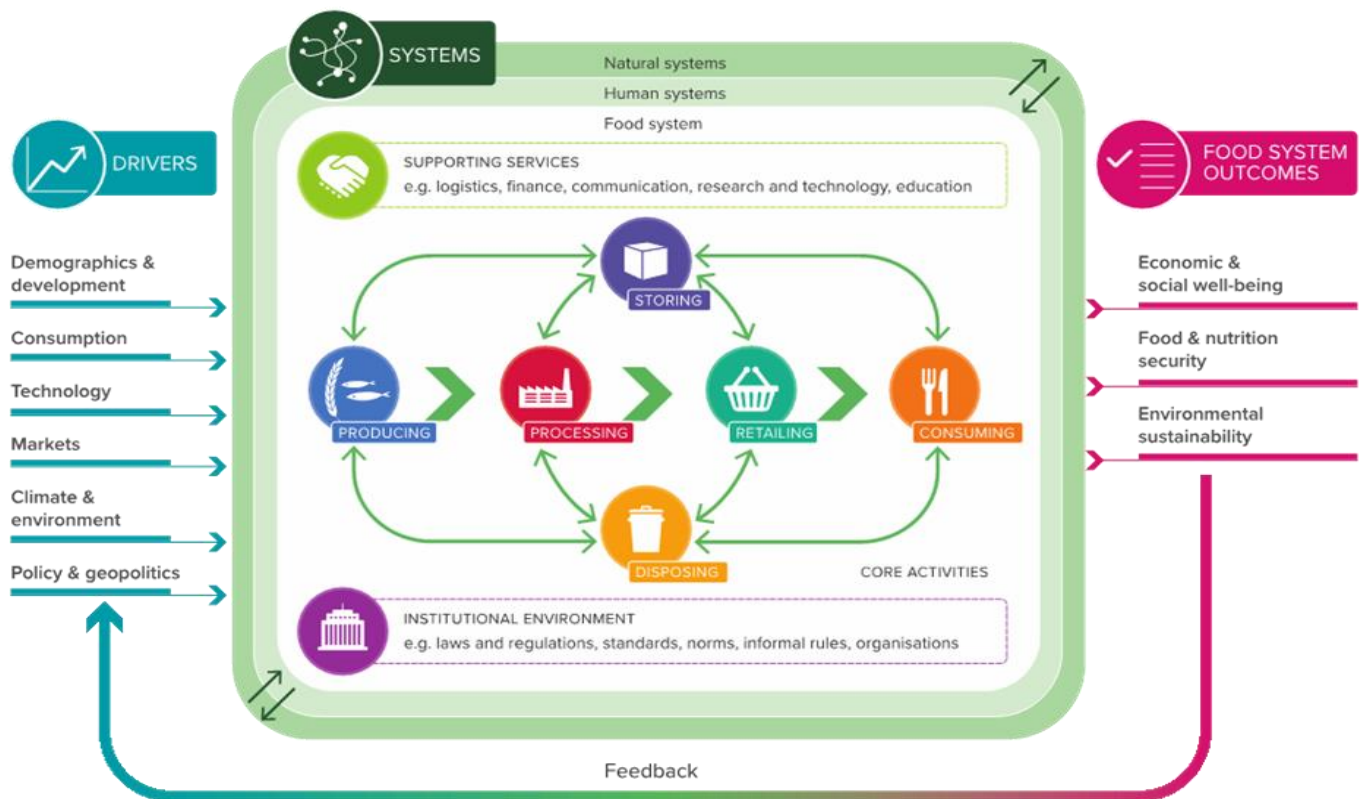 SYSTEMS
Natural systems
Human systems
Food system
DRIVERS
Demographics &
development
Consumption
Technology
Markets
Climate &
environment
Policy & geopolitics
SUPPORTING SERVICES
e.g. logistics, finance, communication, research and technology, education
STORING
PRODUCING
PROCESSING
RETAILING
CONSUMING
DISPOSING
CORE ACTIVITIES
INSTITUTIONAL ENVIRONMENT
e.g. laws and regulations, standards, norms, informal rules, organisations
FOOD SYSTEM
OUTCOMES
Economic &
social well-being
Food & nutrition
security
Environmental
sustainability
Feedback